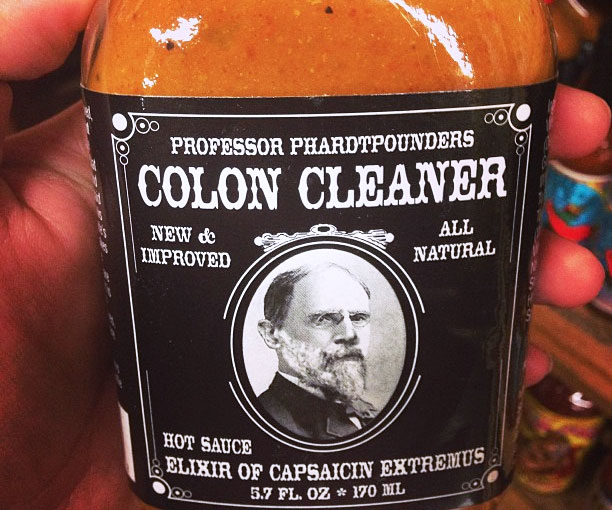 PROFESSOR PHARDTPOUNDERS
COLON CLEANER
NEW &
IMPROVED
ALL
NATURAL
HOT SAUCE
ELIXIR OF CAPSAICIN EXTREMUS
5.7 FL. OZ * 170 ML